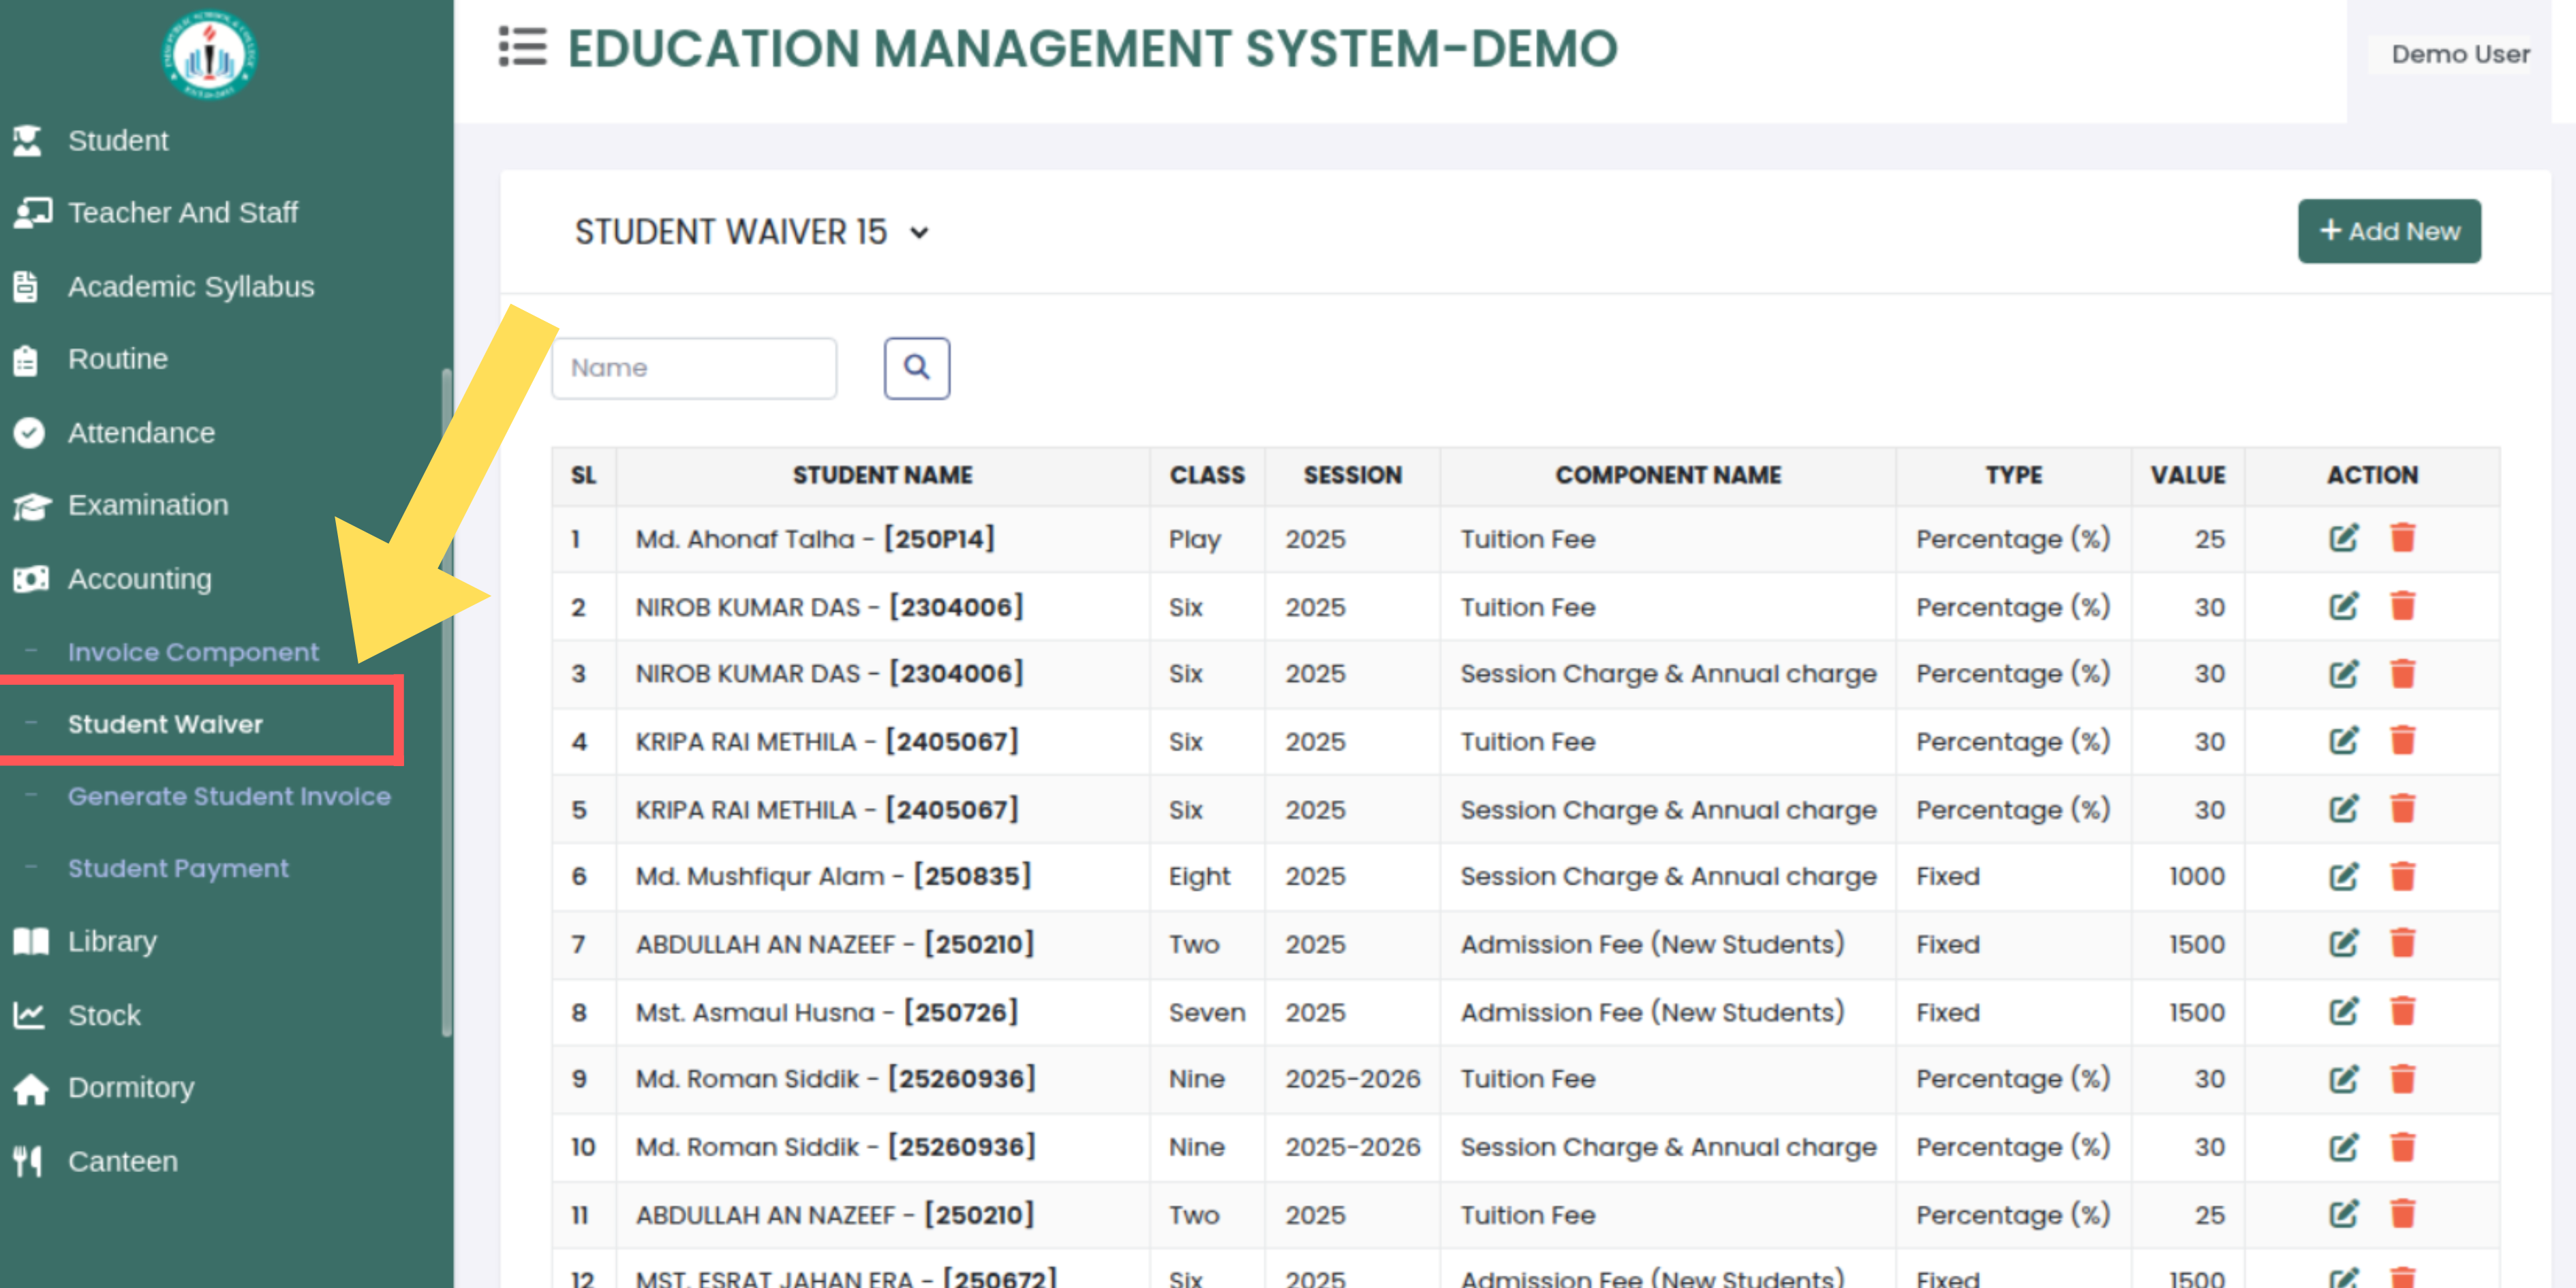 EDUCATION MANAGEMENT SYSTEM-DEMO
Demo User
Student
Teacher And Staff
Academic Syllabus
Routine
Attendance
Examination
Accounting
- Invoice Component
- Student Waiver
- Generate Student Invoice
- Student Payment
Library
Stock
Dormitory
Canteen
STUDENT WAIVER 15
+ Add New
Name
SL STUDENT NAME CLASS SESSION COMPONENT NAME TYPE VALUE ACTION
1 Md. Ahonaf Talha - [250P14] Play 2025 Tuition Fee Percentage (%) 25
2 NIROB KUMAR DAS - [2304006] Six 2025 Tuition Fee Percentage (%) 30
3 NIROB KUMAR DAS - [2304006] Six 2025 Session Charge & Annual charge Percentage (%) 30
4 KRIPA RAI METHILA - [2405067] Six 2025 Tuition Fee Percentage (%) 30
5 KRIPA RAI METHILA - [2405067] Six 2025 Session Charge & Annual charge Percentage (%) 30
6 Md. Mushfiqur Alam - [250835] Eight 2025 Session Charge & Annual charge Fixed 1000
7 ABDULLAH AN NAZEEF - [250210] Two 2025 Admission Fee (New Students) Fixed 1500
8 Mst. Asmaul Husna - [250726] Seven 2025 Admission Fee (New Students) Fixed 1500
9 Md. Roman Siddik - [25260936] Nine 2025-2026 Tuition Fee Percentage (%) 30
10 Md. Roman Siddik - [25260936] Nine 2025-2026 Session Charge & Annual charge Percentage (%) 30
11 ABDULLAH AN NAZEEF - [250210] Two 2025 Tuition Fee Percentage (%) 25
12 MST. ESRAT JAHAN ERA - [250672] Six 2025 Admission Fee (New Students) Fixed 1500